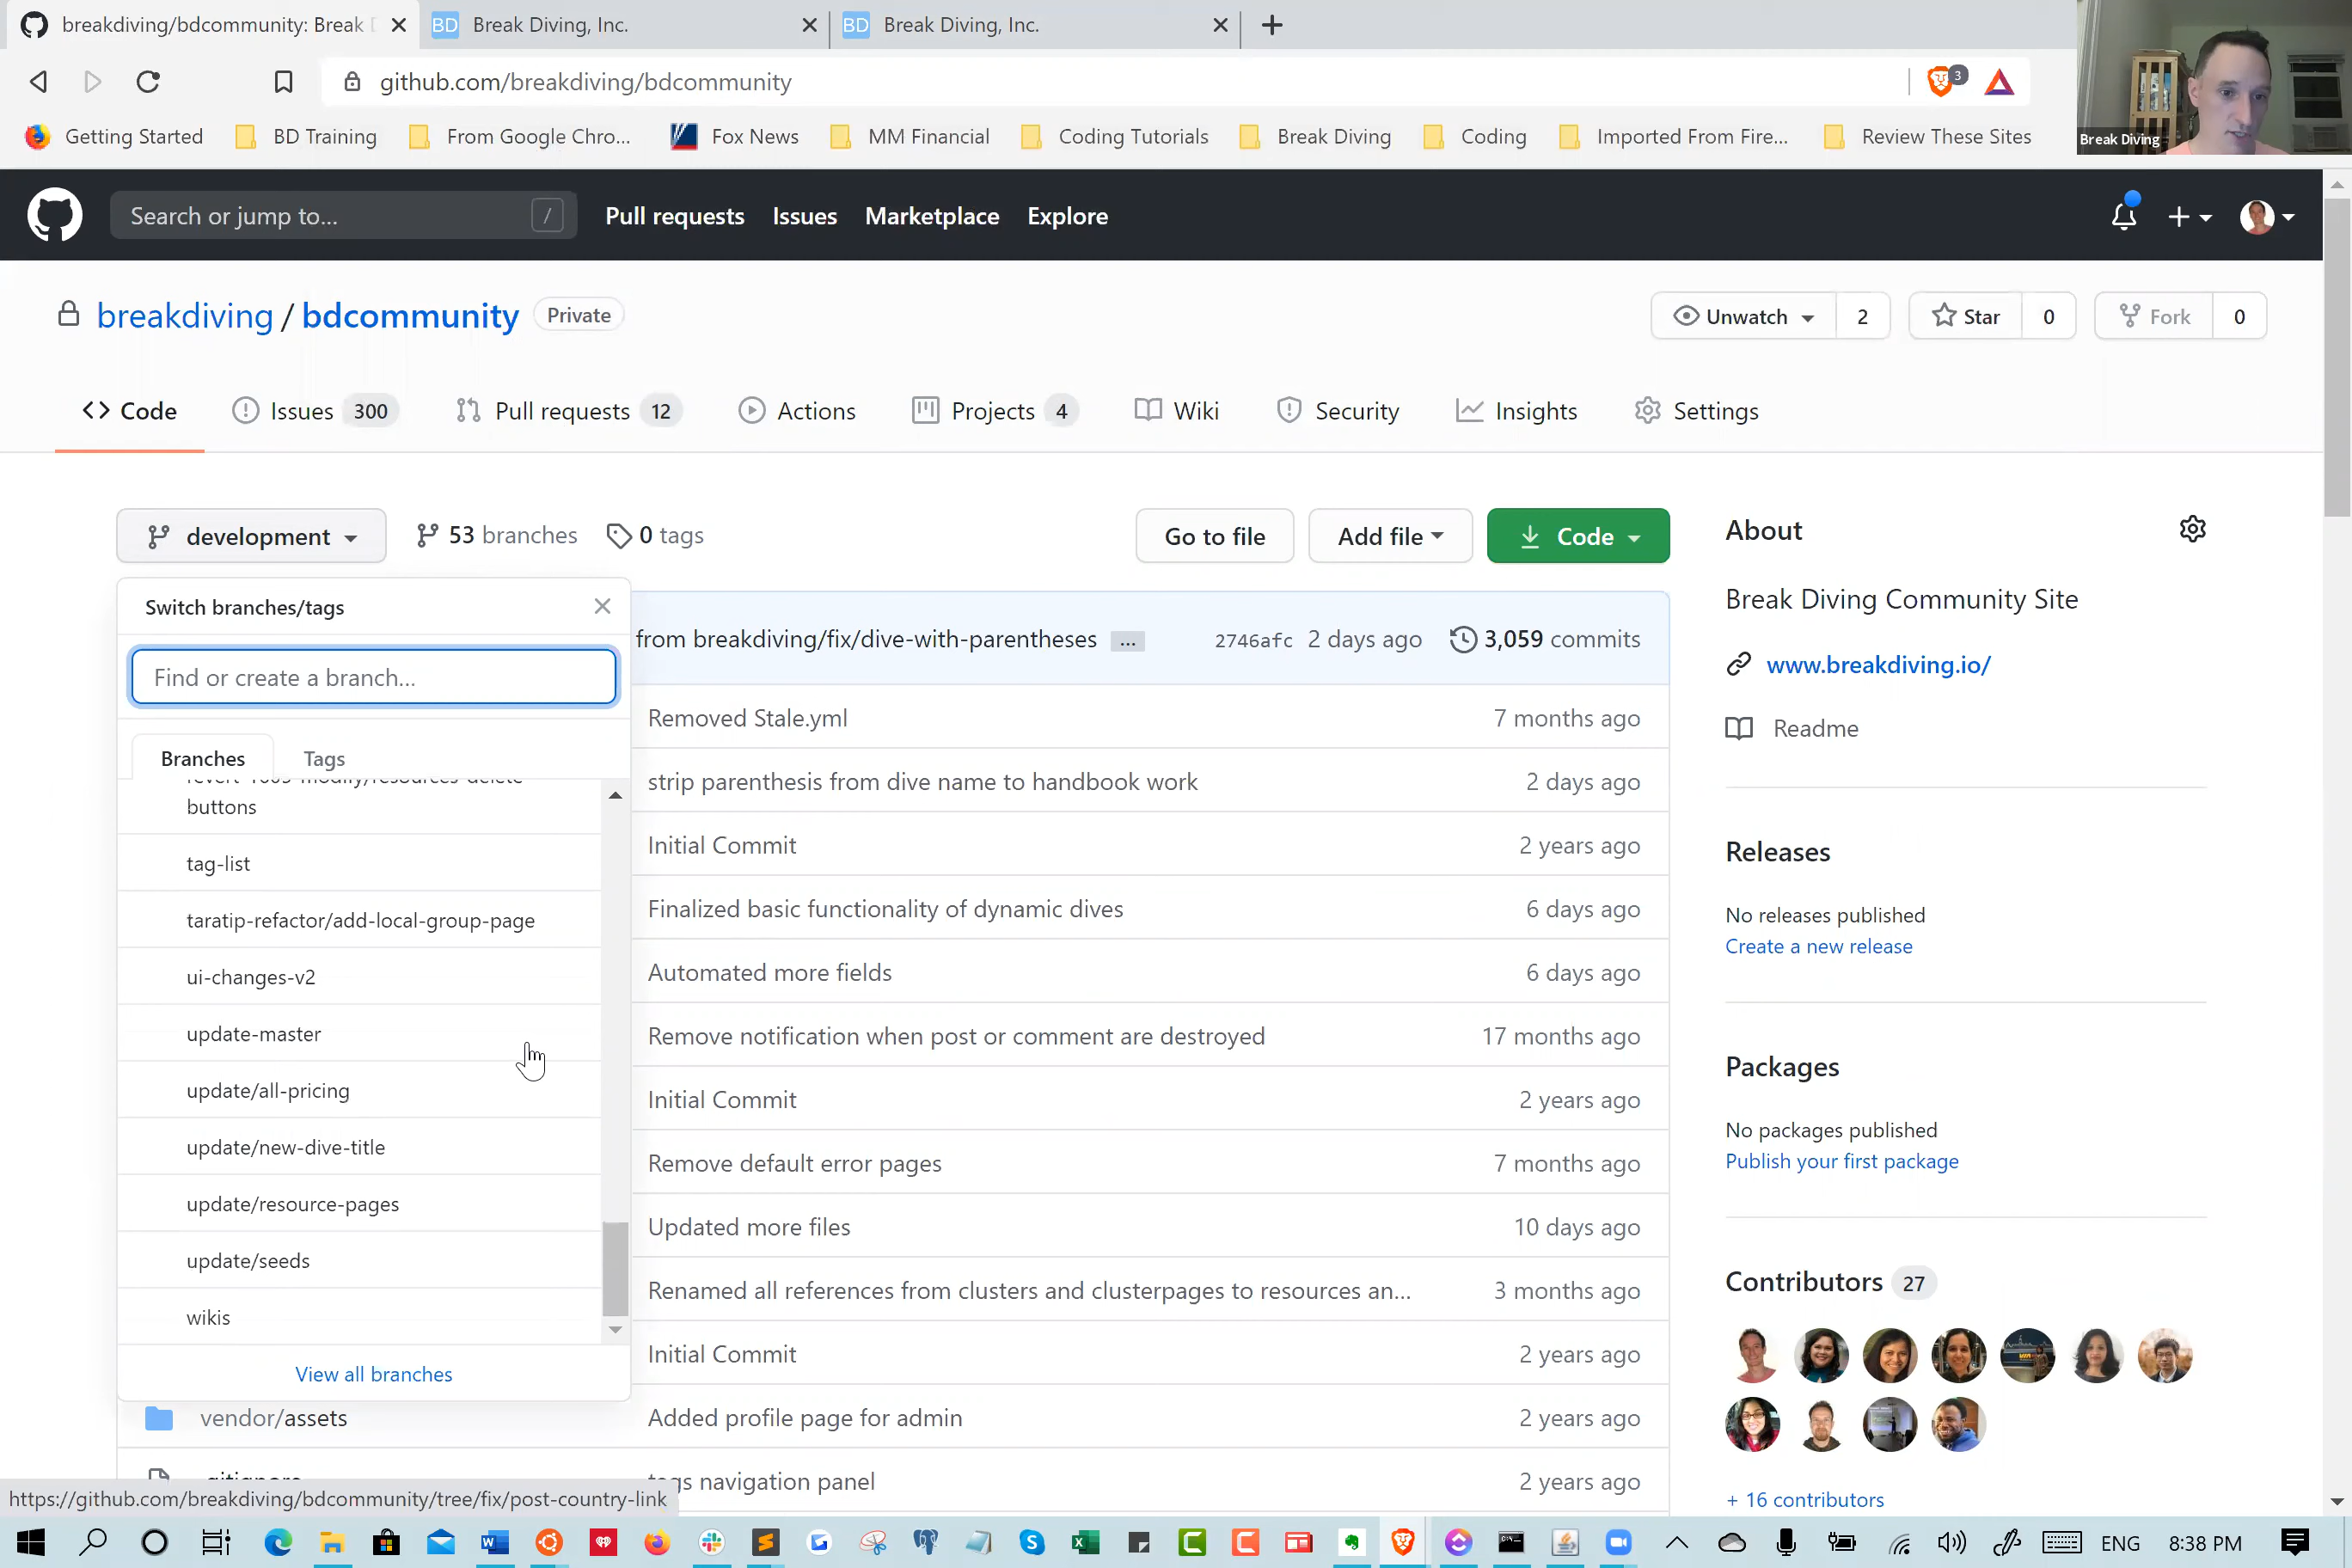 breakdiving/bdcommunity: Break D
BD Break Diving, Inc.
BD Break Diving, Inc.
github.com/breakdiving/bdcommunity
3
Getting Started
BD Training
From Google Chro...
Fox News
MM Financial
Coding Tutorials
Break Diving
Coding
Imported From Fire...
Review These Sites
Break Diving
Search or jump to...
/
Pull requests
Issues
Marketplace
Explore
breakdiving / bdcommunity
Private
Unwatch 2
Star 0
Fork 0
Code
Issues 300
Pull requests 12
Actions
Projects 4
Wiki
Security
Insights
Settings
development
53 branches
0 tags
Go to file
Add file
Code
Switch branches/tags
Find or create a branch...
Branches
Tags
buttons
tag-list
taratip-refactor/add-local-group-page
ui-changes-v2
update-master
update/all-pricing
update/new-dive-title
update/resource-pages
update/seeds
wikis
View all branches
from breakdiving/fix/dive-with-parentheses ... 2746afc 2 days ago 3,059 commits
Removed Stale.yml 7 months ago
strip parenthesis from dive name to handbook work 2 days ago
Initial Commit 2 years ago
Finalized basic functionality of dynamic dives 6 days ago
Automated more fields 6 days ago
Remove notification when post or comment are destroyed 17 months ago
Initial Commit 2 years ago
Remove default error pages 7 months ago
Updated more files 10 days ago
Renamed all references from clusters and clusterpages to resources an... 3 months ago
Initial Commit 2 years ago
vendor/assets Added profile page for admin 2 years ago
tags navigation panel 2 years ago
About
Break Diving Community Site
www.breakdiving.io/
Readme
Releases
No releases published
Create a new release
Packages
No packages published
Publish your first package
Contributors 27
+ 16 contributors
https://github.com/breakdiving/bdcommunity/tree/fix/post-country-link
ENG
8:38 PM